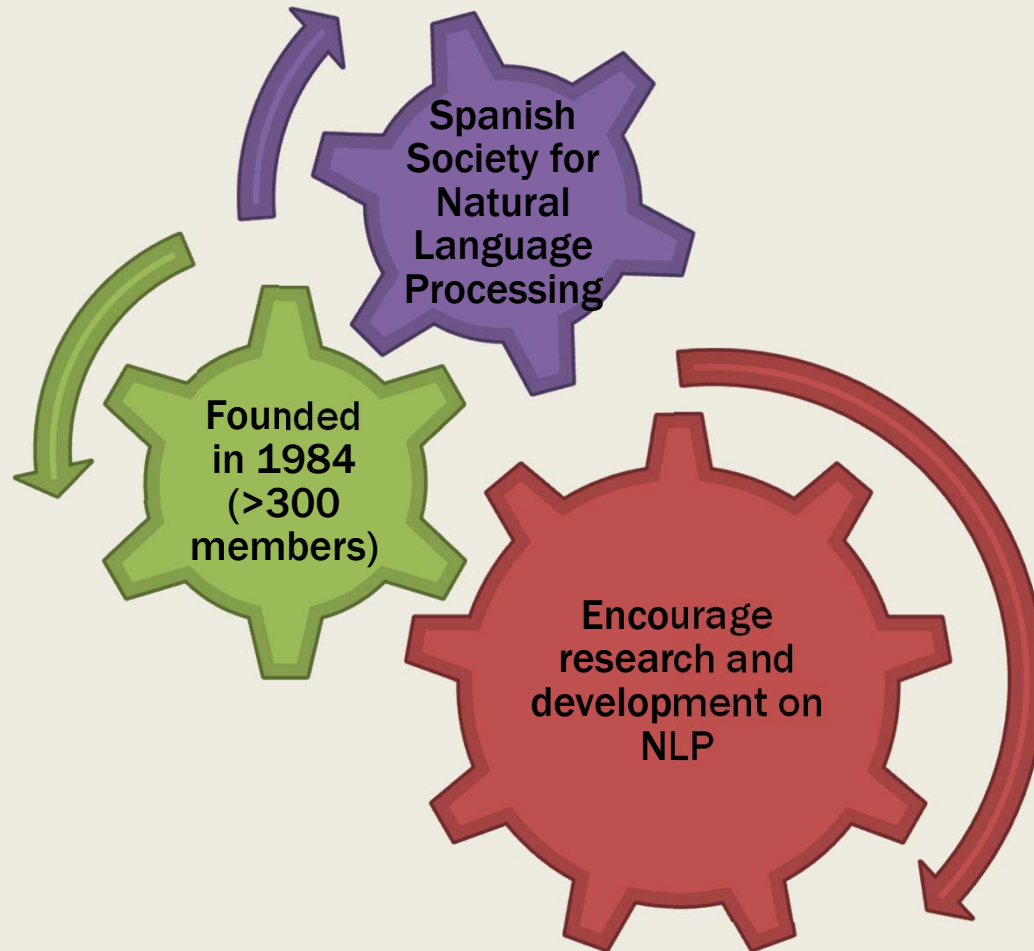 Spanish
Society for
Natural
Language
Processing
Founded
in 1984
(>300
members)
Encourage
research and
development on
NLP